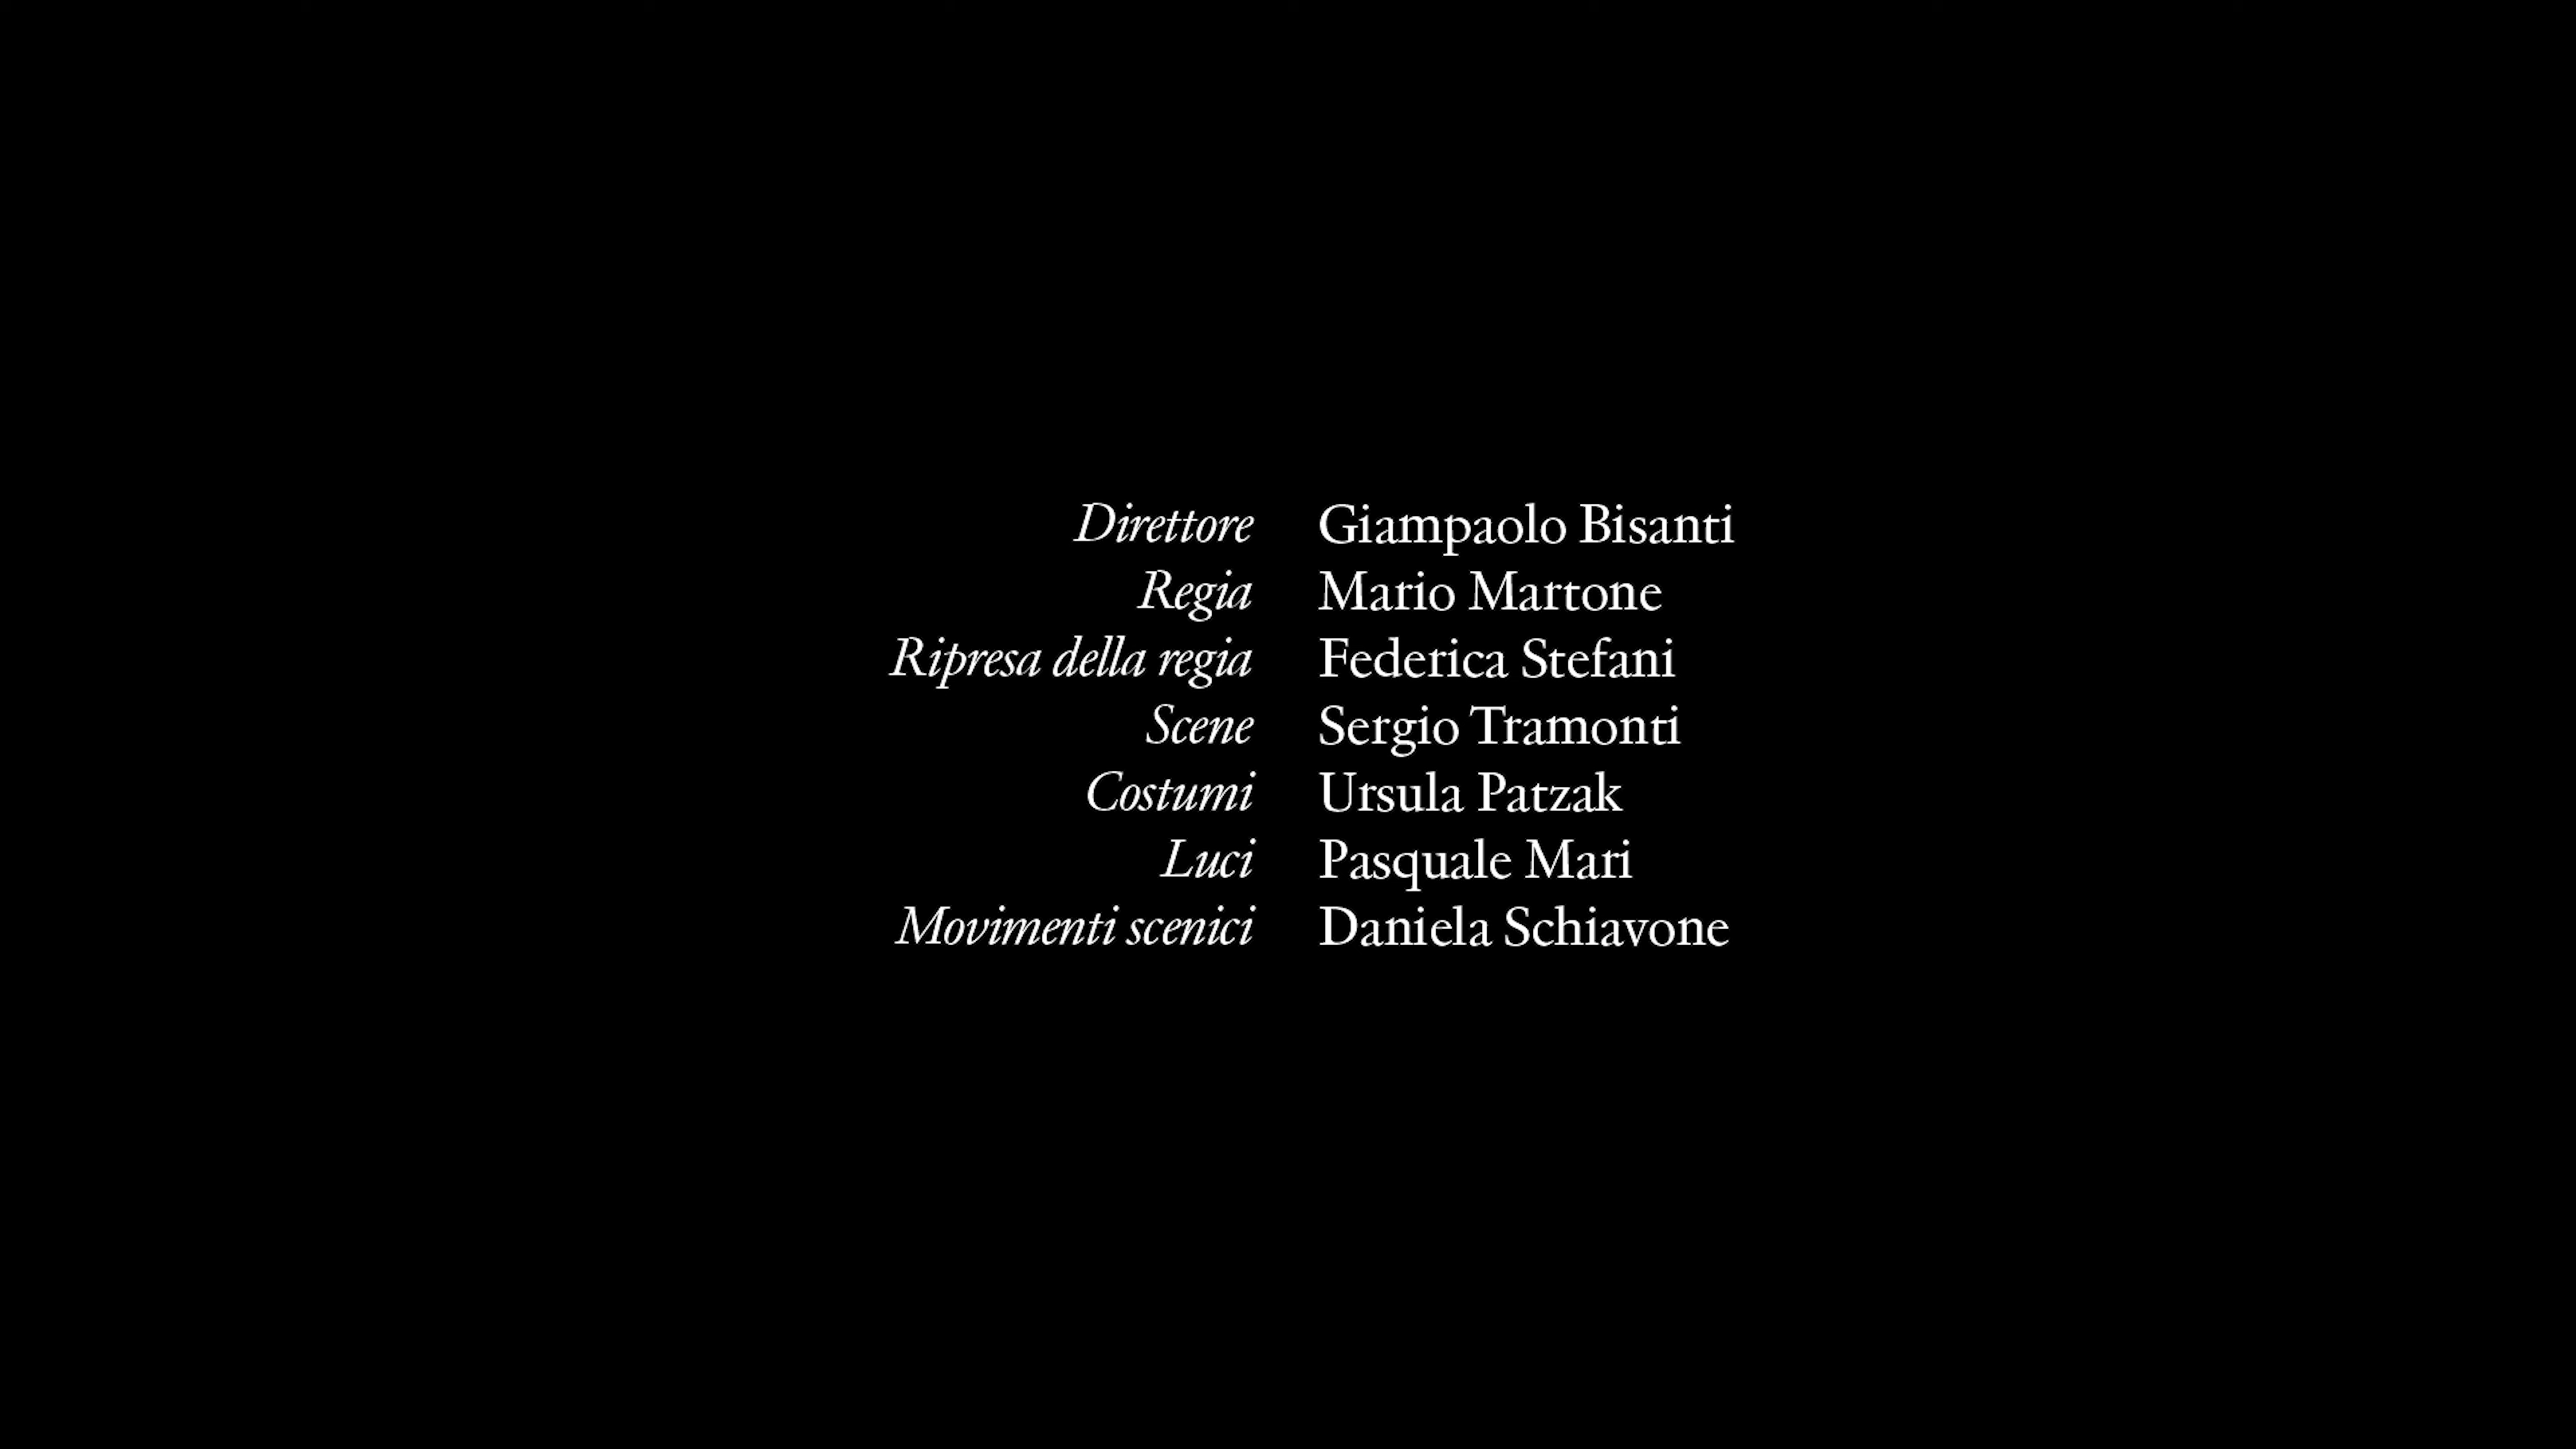 Direttore Giampaolo Bisanti
Regia Mario Martone
Ripresa della regia Federica Stefani
Scene Sergio Tramonti
Costumi Ursula Patzak
Luci Pasquale Mari
Movimenti scenici Daniela Schiavone